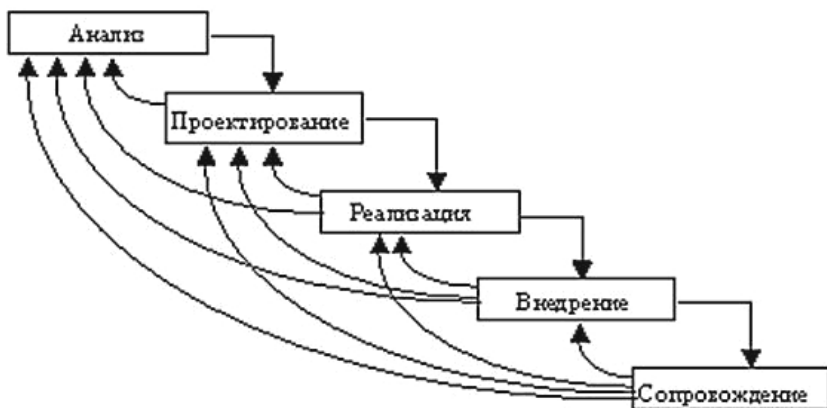 Анализ
Проектирование
Реализация
Внедрение
Сопровождение